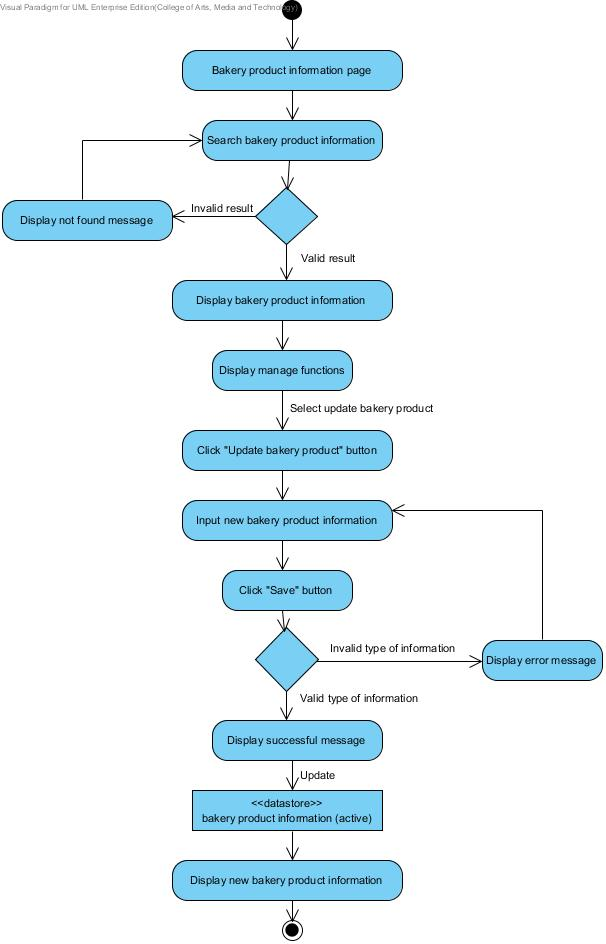 Visual Paradigm for UML Enterprise Edition(College of Arts, Media and Technology)
Bakery product information page
Search bakery product information
Invalid result
Display not found message
Valid result
Display bakery product information
Display manage functions
Select update bakery product
Click "Update bakery product" button
Input new bakery product information
Click "Save" button
Invalid type of information
Display error message
Valid type of information
Display successful message
Update
<<datastore>>
bakery product information (active)
Display new bakery product information